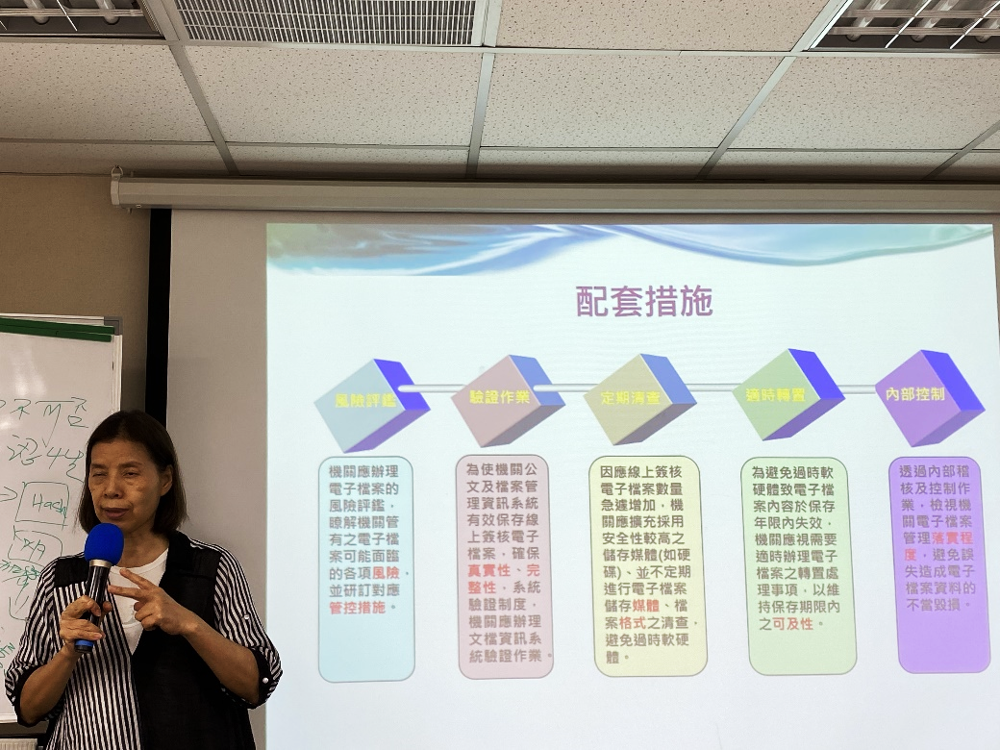 配套措施
風險評鑑
驗證作業
定期清查
適時轉置
內部控制
機關應辦理
電子檔案的
風險評鑑，
瞭解機關管
有之電子檔
案可能面臨
的各項風險，
並研訂對應
管控措施。
為使機關公
文及檔案管
理資訊系統
有效保存線
上簽核電子
檔案，確保
真實性、完
整性，系統
驗證制度，
機關應辦理
文檔資訊系
統驗證作業。
因應線上簽核
電子檔案數量
急遽增加，機
關應擴充採用
安全性較高之
儲存媒體(如硬
碟)、並不定期
進行電子檔案
儲存媒體、檔
案格式之清查，
避免過時軟硬
體。
為避免過時軟
硬體致電子檔
案內容於保存
年限內失效，
機關應視需要
適時辦理電子
檔案之轉置處
理事項，以維
持保存期限內
之可及性。
透過內部稽
核及控制作
業，檢視機
關電子檔案
管理落實程
度，避免誤
失造成電子
檔案資料的
不當毀損。
Hash